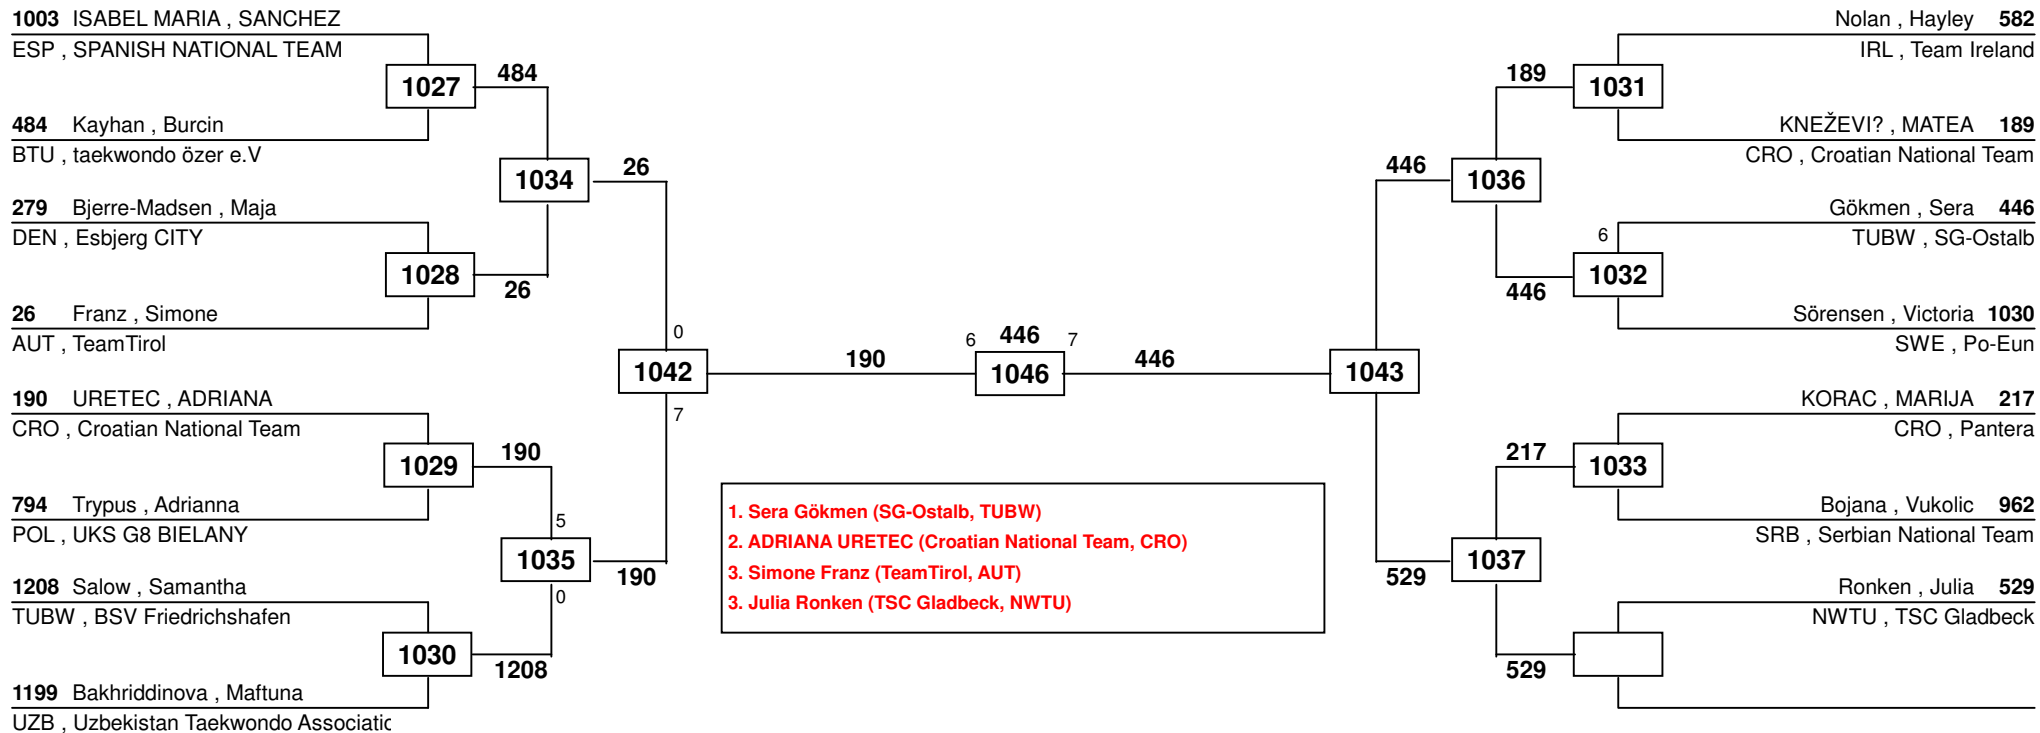 1003 ISABEL MARIA , SANCHEZ
ESP , SPANISH NATIONAL TEAM
1027
484
484 Kayhan , Burcin
BTU , taekwondo özer e.V
1034
26
279 Bjerre-Madsen , Maja
DEN , Esbjerg CITY
1028
26
26 Franz , Simone
AUT , TeamTirol
0
1042
7
190
190 URETEC , ADRIANA
CRO , Croatian National Team
1029
190
794 Trypus , Adrianna
POL , UKS G8 BIELANY
5
1035
0
190
1208 Salow , Samantha
TUBW , BSV Friedrichshafen
1030
1208
1199 Bakhriddinova , Maftuna
UZB , Uzbekistan Taekwondo Associatic
6 446 7
1046
446
1043
1. Sera Gökmen (SG-Ostalb, TUBW)
2. ADRIANA URETEC (Croatian National Team, CRO)
3. Simone Franz (TeamTirol, AUT)
3. Julia Ronken (TSC Gladbeck, NWTU)
Nolan , Hayley 582
IRL , Team Ireland
189
1031
KNEŽEVI? , MATEA 189
CRO , Croatian National Team
446
1036
Gökmen , Sera 446
TUBW , SG-Ostalb
6
1032
446
Sörensen , Victoria 1030
SWE , Po-Eun
KORAC , MARIJA 217
CRO , Pantera
217
1033
Bojana , Vukolic 962
SRB , Serbian National Team
1037
529
Ronken , Julia 529
NWTU , TSC Gladbeck
529